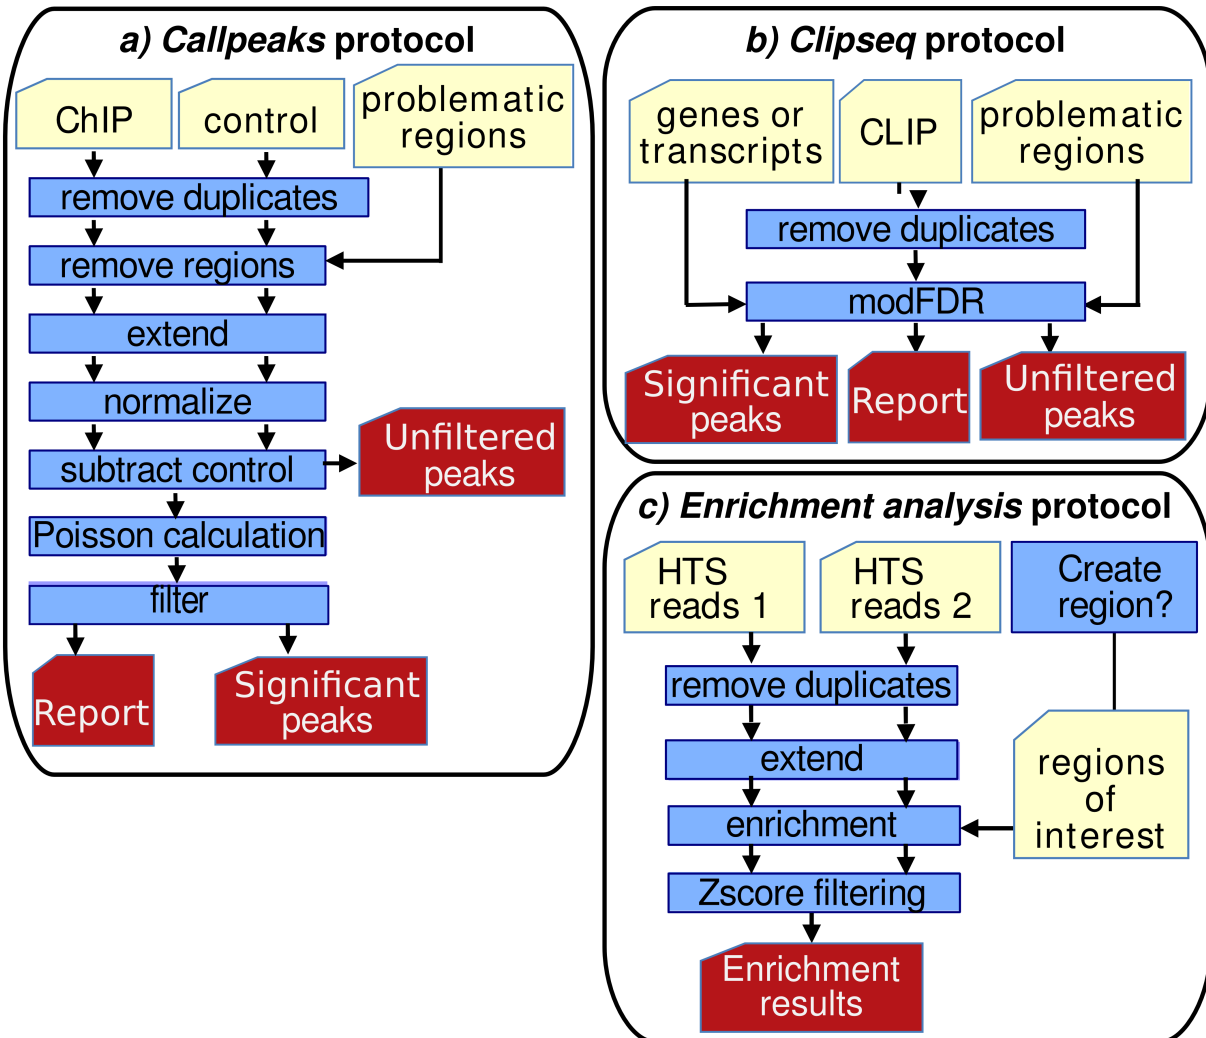 a) Callpeaks protocol
ChIP
control
problematic
regions
remove duplicates
remove regions
extend
normalize
subtract control
Unfiltered
peaks
Poisson calculation
filter
Report
Significant
peaks
b) Clipseq protocol
genes or
transcripts
CLIP
problematic
regions
remove duplicates
modFDR
Significant
peaks
Report
Unfiltered
peaks
c) Enrichment analysis protocol
HTS
reads 1
HTS
reads 2
Create
region?
remove duplicates
extend
regions
of
interest
enrichment
Zscore filtering
Enrichment
results